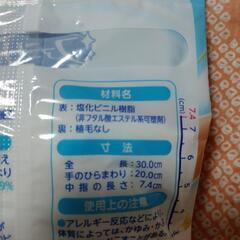 材料名
表：塩化ビニル樹脂
(非フタル酸エステル系可塑剤)
裏：植毛なし
寸法
全長：30.0cm
手のひらまわり：20.0cm
中指の長さ：7.4cm
使用上の注意
●アレルギー反応などによ
体質によっては、かゆみ・か
(cm) 7.4 7
6
5
9%